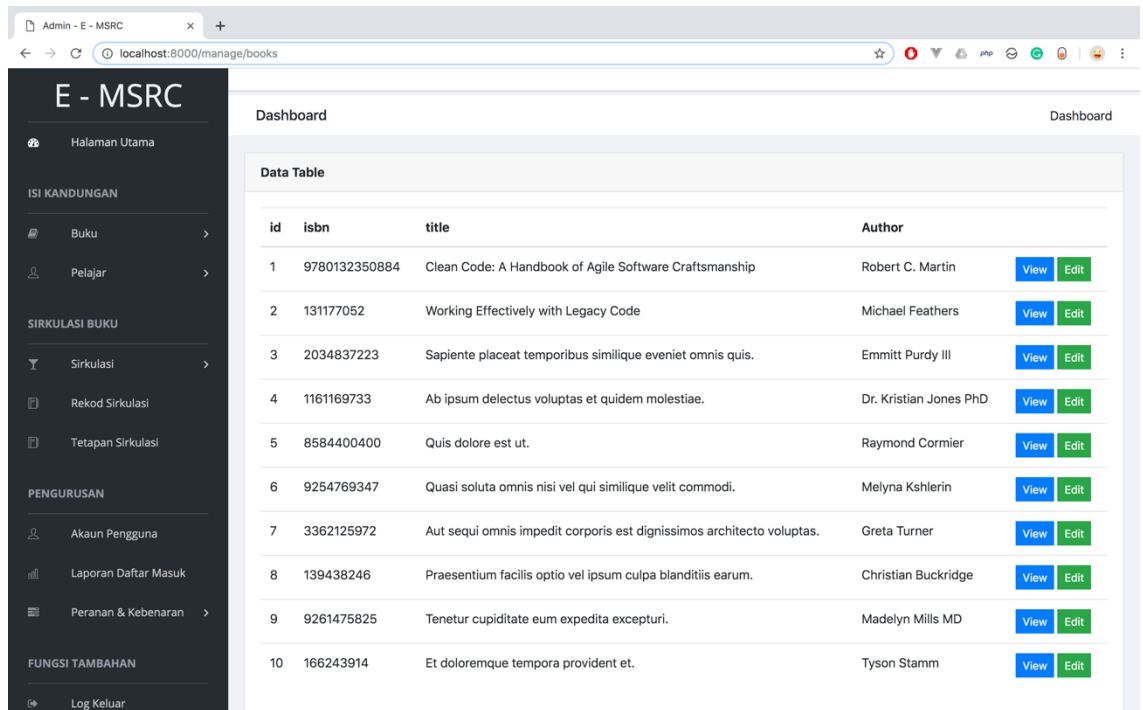 Admin - E - MSRC
localhost:8000/manage/books
php
E - MSRC
Halaman Utama
ISI KANDUNGAN
Buku
Pelajar
SIRKULASI BUKU
Sirkulasi
Rekod Sirkulasi
Tetapan Sirkulasi
PENGURUSAN
Akaun Pengguna
Laporan Daftar Masuk
Peranan & Kebenaran
FUNGSI TAMBAHAN
Log Keluar
Dashboard Dashboard
Data Table
id isbn title Author
1 9780132350884 Clean Code: A Handbook of Agile Software Craftsmanship Robert C. Martin View Edit
2 131177052 Working Effectively with Legacy Code Michael Feathers View Edit
3 2034837223 Sapiente placeat temporibus similique eveniet omnis quis. Emmitt Purdy III View Edit
4 1161169733 Ab ipsum delectus voluptas et quidem molestiae. Dr. Kristian Jones PhD View Edit
5 8584400400 Quis dolore est ut. Raymond Cormier View Edit
6 9254769347 Quasi soluta omnis nisi vel qui similique velit commodi. Melyna Kshlerin View Edit
7 3362125972 Aut sequi omnis impedit corporis est dignissimos architecto voluptas. Greta Turner View Edit
8 139438246 Praesentium facilis optio vel ipsum culpa blanditiis earum. Christian Buckridge View Edit
9 9261475825 Tenetur cupiditate eum expedita excepturi. Madelyn Mills MD View Edit
10 166243914 Et doloremque tempora provident et. Tyson Stamm View Edit